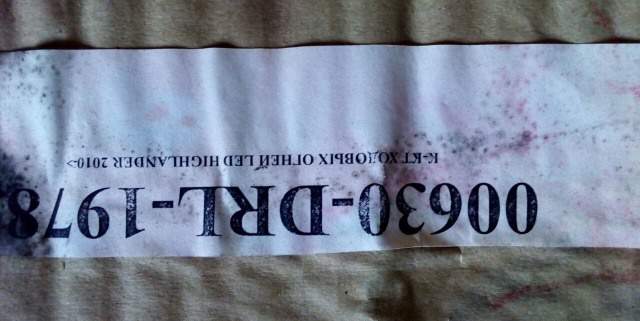 00630-DRL-1978
К-КТ ХОДОВЫХ ОГНЕЙ LED HIGHLANDER 2010->